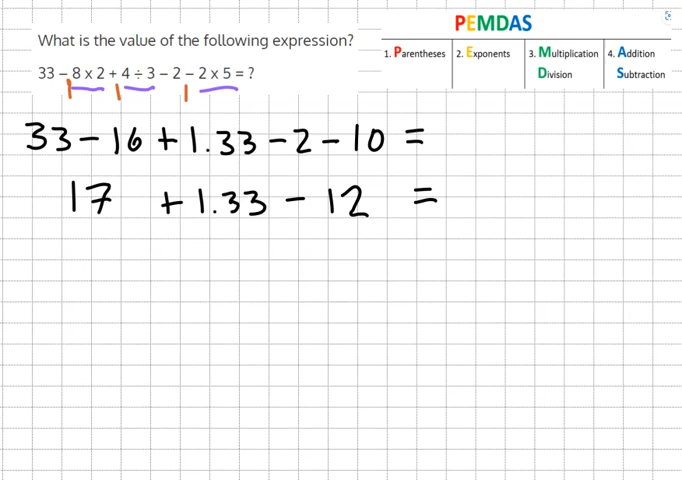 PEMDAS
What is the value of the following expression?
1. Parentheses 2. Exponents 3. Multiplication 4. Addition
Division Subtraction
33 – 8 x 2 + 4 ÷ 3 – 2 – 2 x 5 = ?
33 - 16 + 1.33 - 2 - 10 =
17 + 1.33 - 12 =